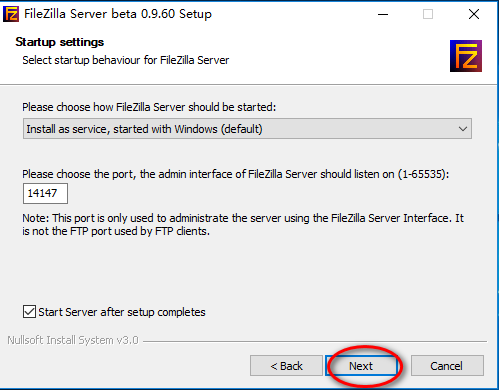 FileZilla Server beta 0.9.60 Setup
Startup settings
Select startup behaviour for FileZilla Server
FZ
Please choose how FileZilla Server should be started:
Install as service, started with Windows (default)
Please choose the port, the admin interface of FileZilla Server should listen on (1-65535):
14147
Note: This port is only used to administrate the server using the FileZilla Server Interface. It
is not the FTP port used by FTP clients.
Start Server after setup completes
Nullsoft Install System v3.0
< Back
Next
Cancel